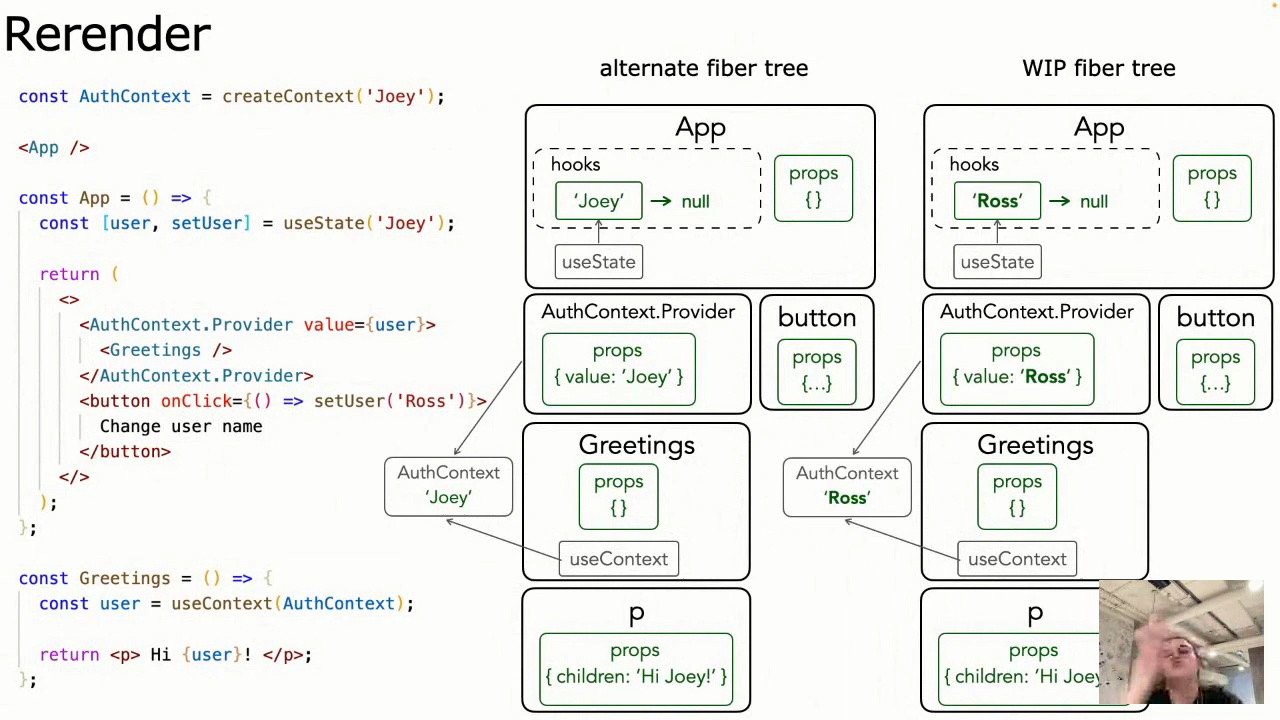 Rerender
const AuthContext = createContext('Joey');
<App />
const App = () => {
const [user, setUser] = useState('Joey');
return (
<>
<AuthContext.Provider value={user}>
<Greetings />
</AuthContext.Provider>
<button onClick={() => setUser('Ross')}>
Change user name
</button>
</>
);
};
const Greetings = () => {
const user = useContext(AuthContext);
return <p> Hi {user}! </p>;
};
alternate fiber tree
App
hooks
‘Joey’ → null
useState
props
{ }
AuthContext.Provider
props
{ value: ‘Joey’ }
button
props
{…}
AuthContext
‘Joey’
Greetings
props
{ }
useContext
p
props
{ children: ‘Hi Joey!’ }
WIP fiber tree
App
hooks
‘Ross’ → null
useState
props
{ }
AuthContext.Provider
props
{ value: ‘Ross’ }
button
props
{…}
AuthContext
‘Ross’
Greetings
props
{ }
useContext
p
props
{ children: ‘Hi Joey